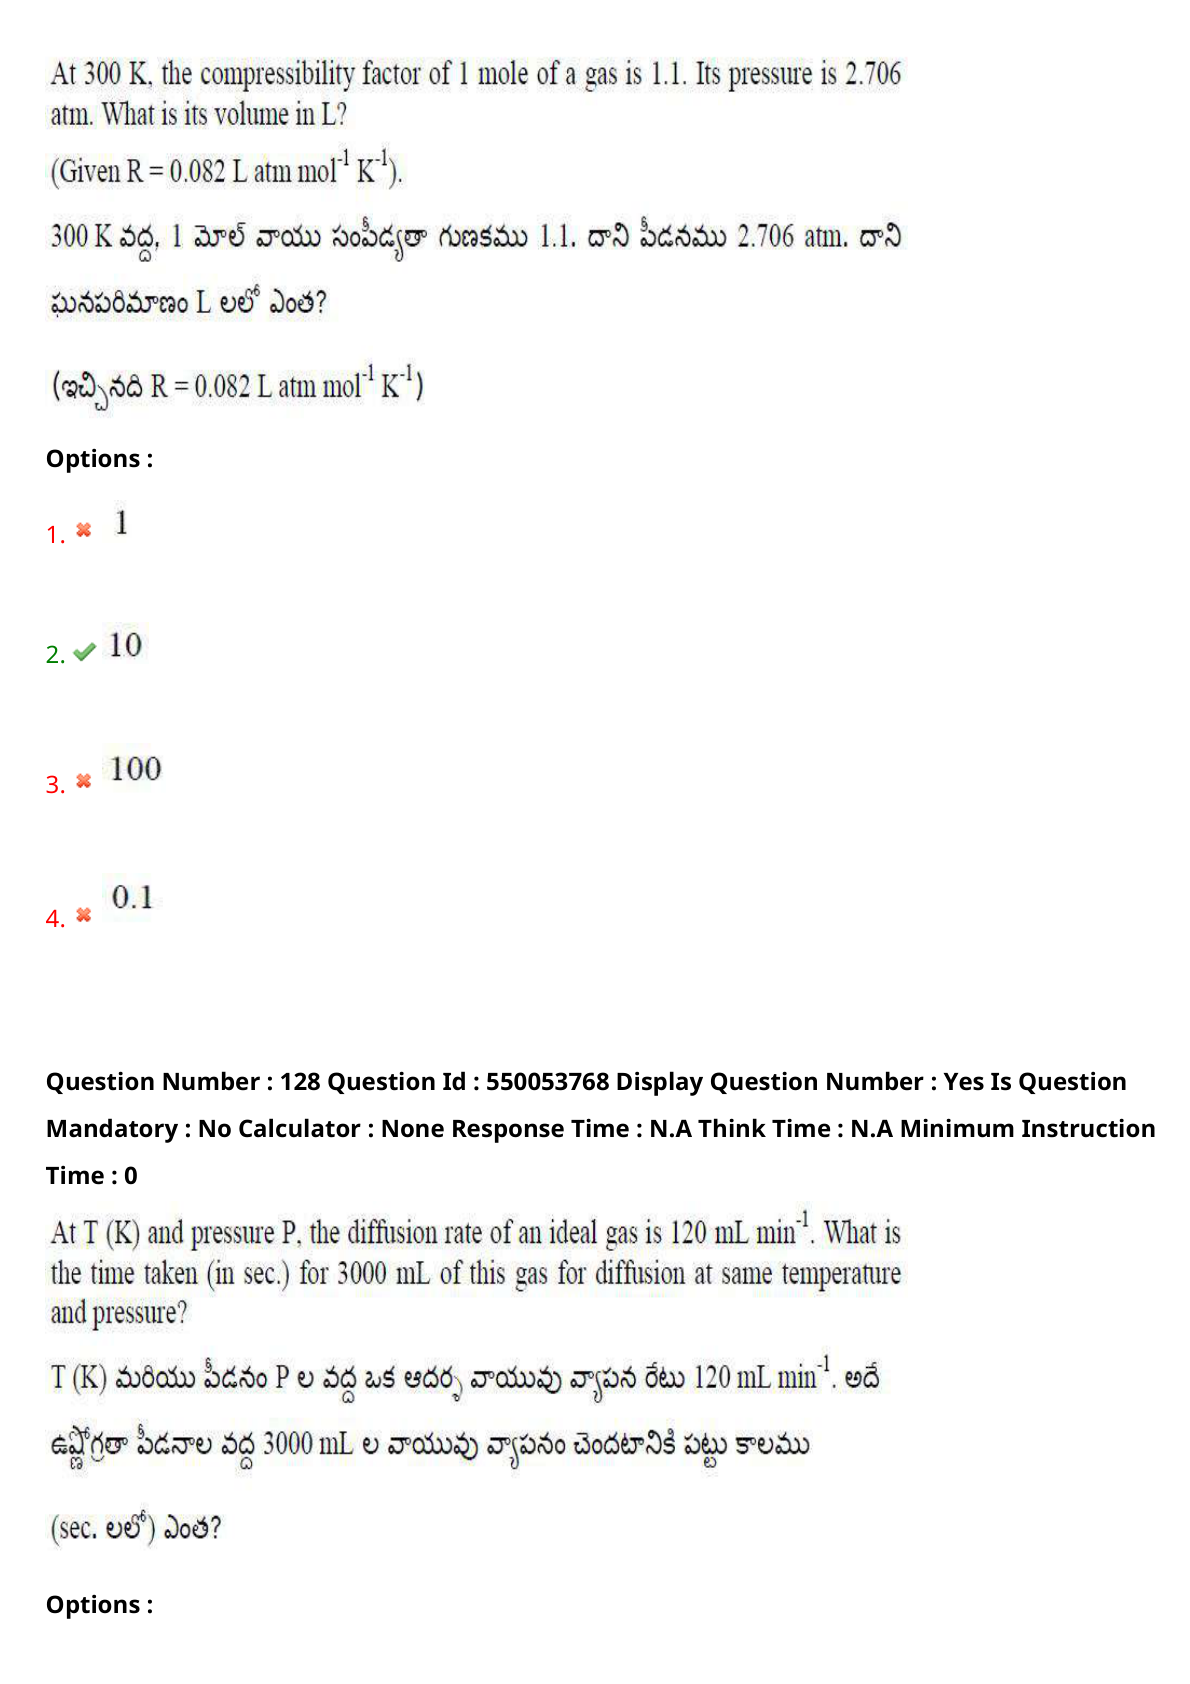 At 300 K, the compressibility factor of 1 mole of a gas is 1.1. Its pressure is 2.706
atm. What is its volume in L?
(Given R = 0.082 L atm mol⁻¹ K⁻¹).
300 K వద్ద, 1 మోల్ వాయు సంపీడ్యతా గుణకము 1.1. దాని పీడనము 2.706 atm. దాని
ఘనపరిమాణం L లలో ఎంత?
(ఇచ్చినది R = 0.082 L atm mol⁻¹ K⁻¹)
Options :
1. 1
2. 10
3. 100
4. 0.1
Question Number : 128 Question Id : 550053768 Display Question Number : Yes Is Question
Mandatory : No Calculator : None Response Time : N.A Think Time : N.A Minimum Instruction
Time : 0
At T (K) and pressure P, the diffusion rate of an ideal gas is 120 mL min⁻¹. What is
the time taken (in sec.) for 3000 mL of this gas for diffusion at same temperature
and pressure?
T (K) మరియు పీడనం P ల వద్ద ఒక ఆదర్శ వాయువు వ్యాపన రేటు 120 mL min⁻¹. అదే
ఉష్ణోగ్రతా పీడనాల వద్ద 3000 mL ల వాయువు వ్యాపనం చెందటానికి పట్టు కాలము
(sec. లలో) ఎంత?
Options :